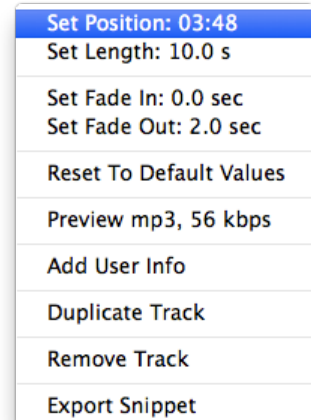 Set Position: 03:48
Set Length: 10.0 s
Set Fade In: 0.0 sec
Set Fade Out: 2.0 sec
Reset To Default Values
Preview mp3, 56 kbps
Add User Info
Duplicate Track
Remove Track
Export Snippet